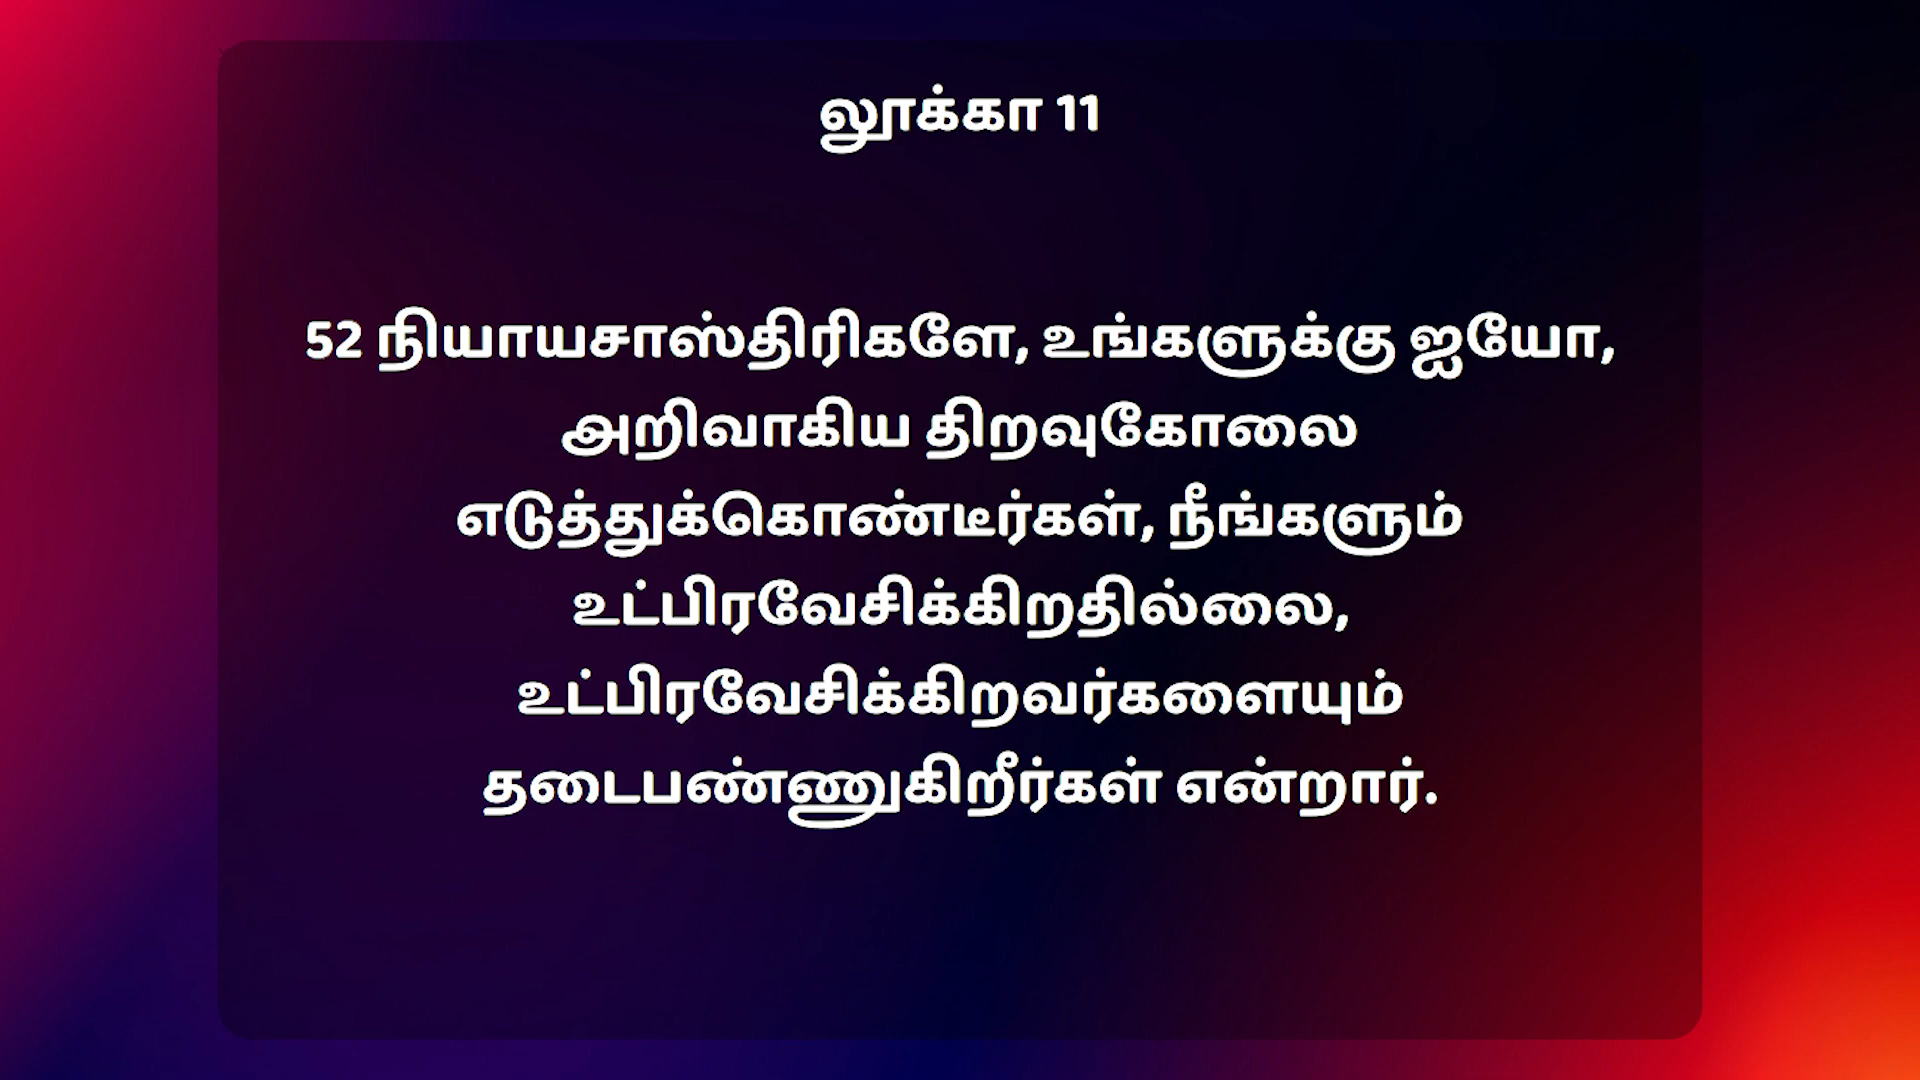 லூக்கா 11
52 நியாயசாஸ்திரிகளே, உங்களுக்கு ஐயோ,
அறிவாகிய திறவுகோலை
எடுத்துக்கொண்டீர்கள், நீங்களும்
உட்பிரவேசிக்கிறதில்லை,
உட்பிரவேசிக்கிறவர்களையும்
தடைபண்ணுகிறீர்கள் என்றார்.